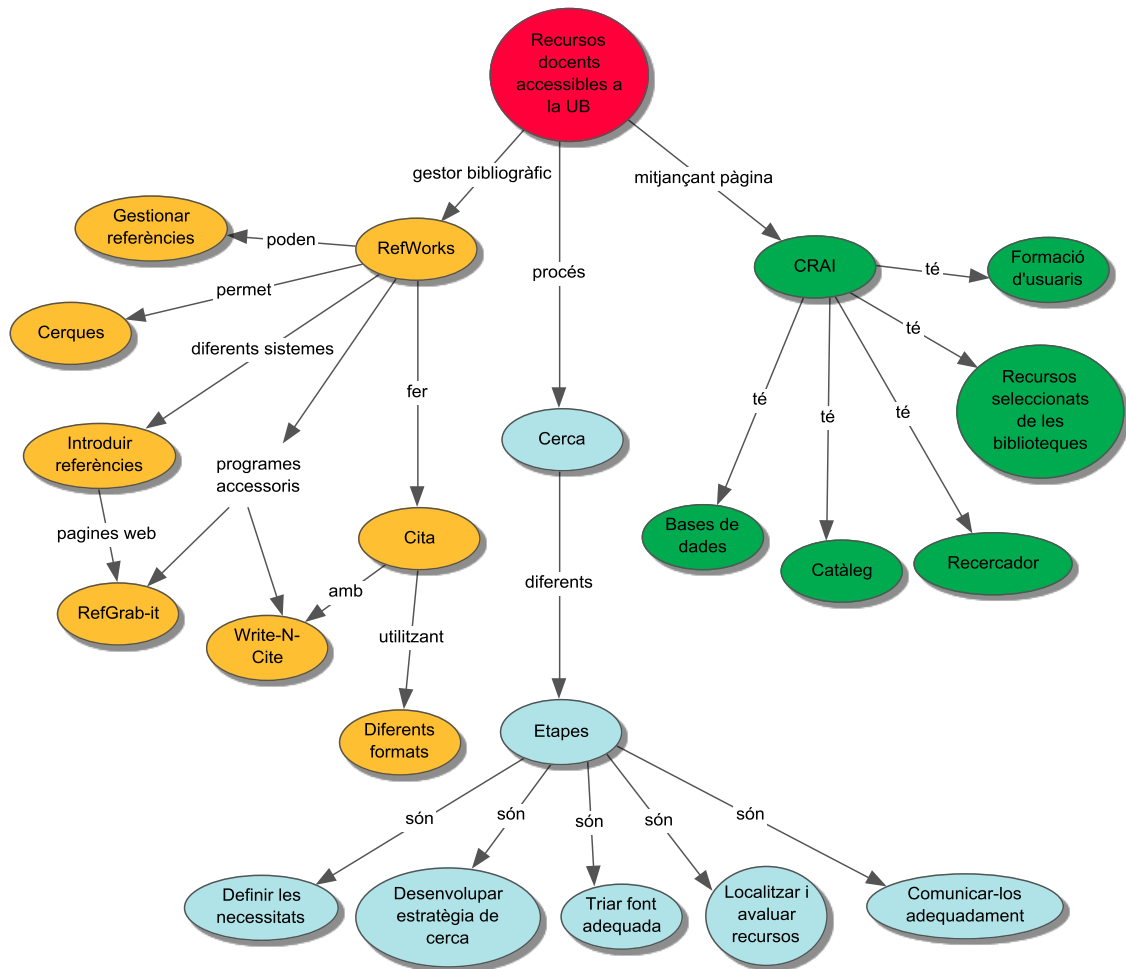 Recursos
docents
accessibles a
la UB
gestor bibliogràfic
mitjançant pàgina
procés
Gestionar
referències
poden
RefWorks
CRAI
té
Formació
d'usuaris
permet
Cerques
diferents sistemes
fer
té
Recursos
seleccionats
de les
biblioteques
té
té
té
Introduir
referències
programes
accessoris
Cerca
pagines web
Cita
Bases de
dades
Catàleg
Recercador
diferents
RefGrab-it
amb
Write-N-
Cite
utilitzant
Diferents
formats
Etapes
són
són
són
són
són
Definir les
necessitats
Desenvolupar
estratègia de
cerca
Triar font
adequada
Localitzar i
avaluar
recursos
Comunicar-los
adequadament